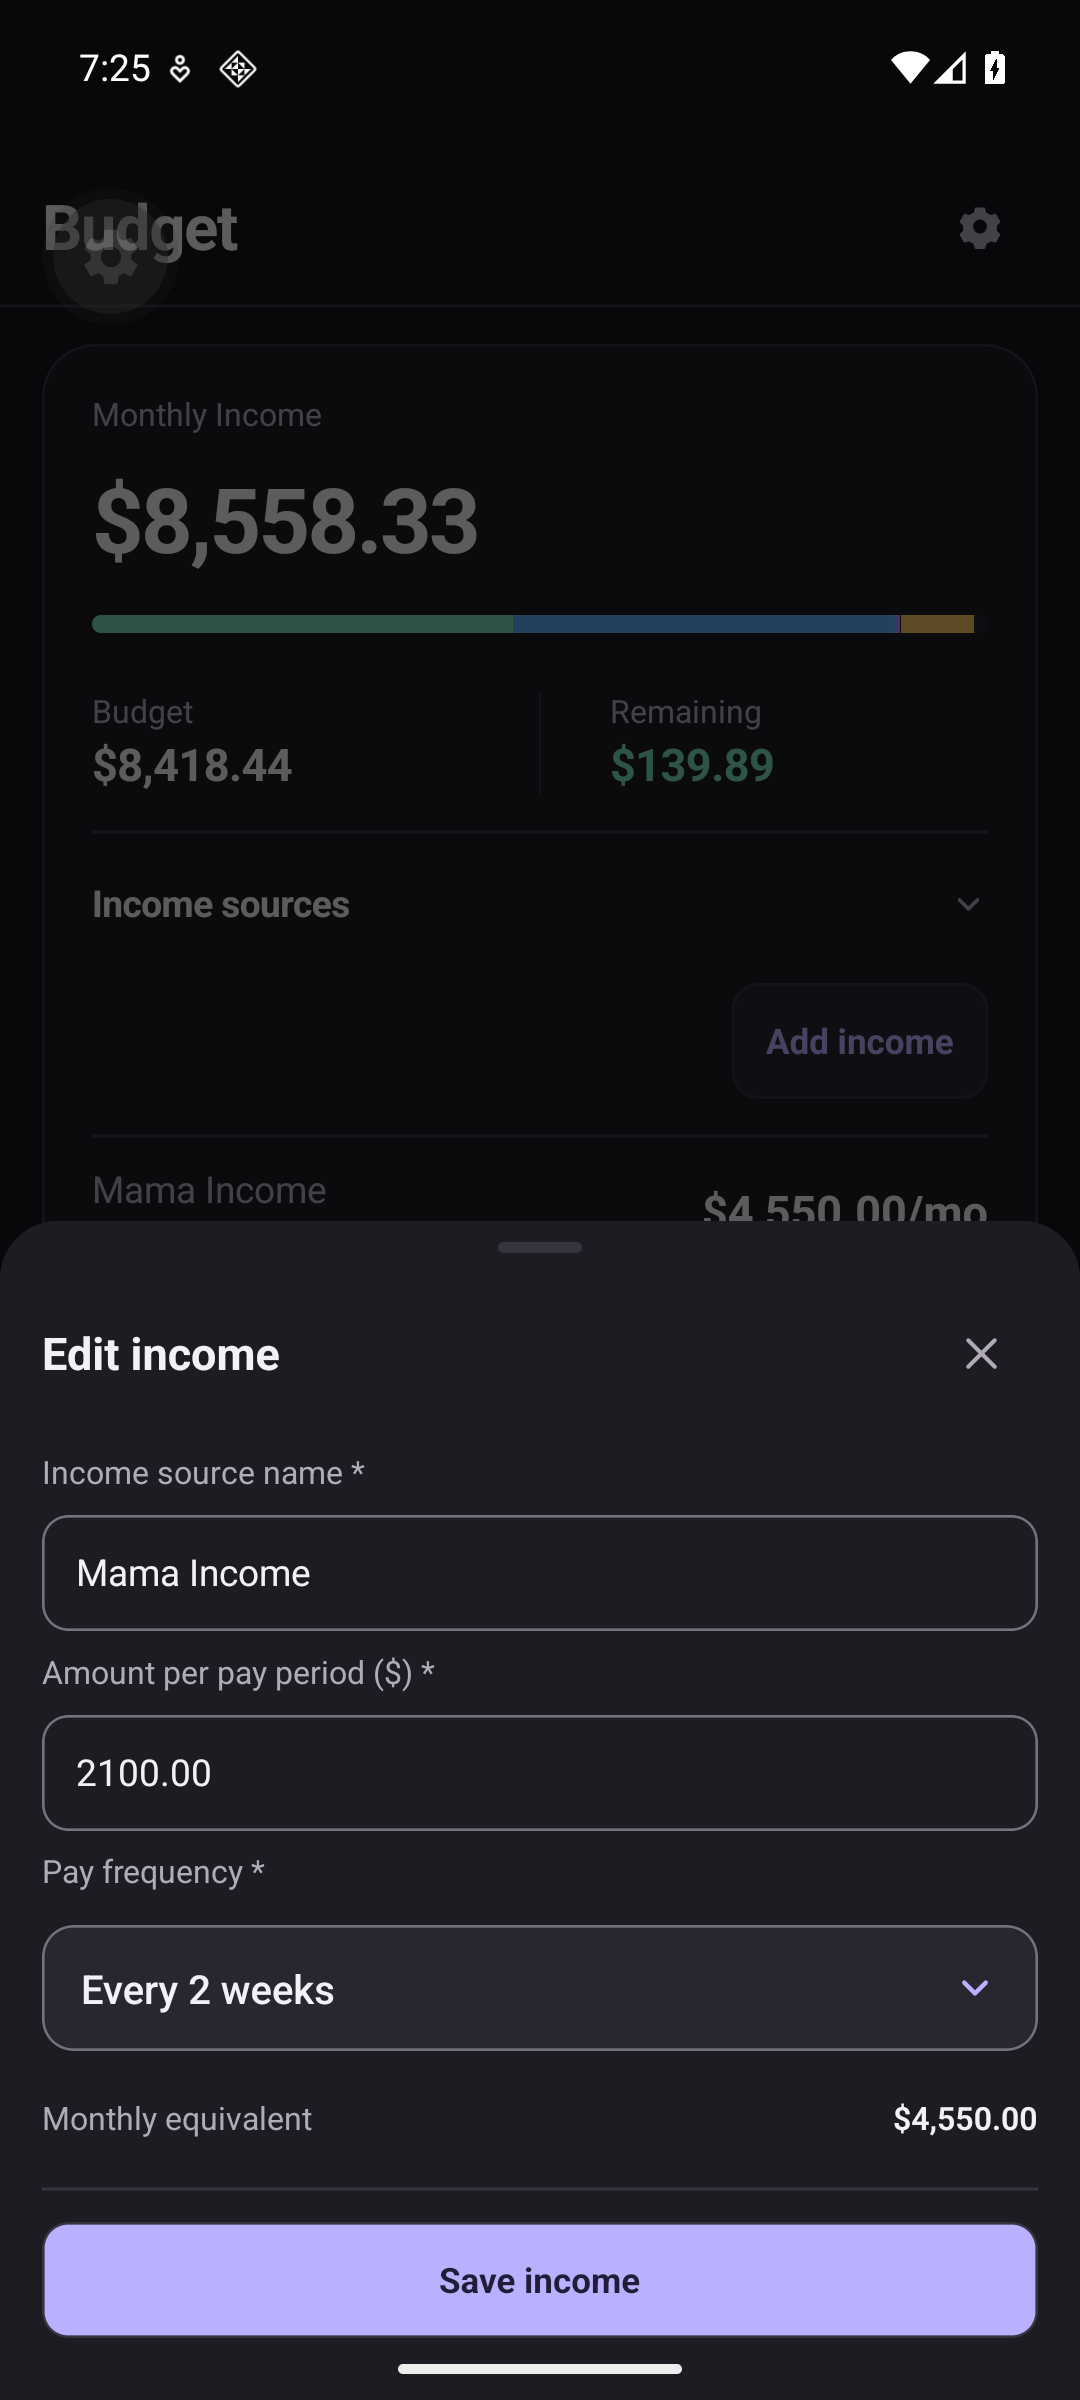 7:25
Budget
Monthly Income
$8,558.33
Budget
Remaining
$8,418.44
$139.89
Income sources
Add income
Mama Income
$4,550.00/mo
Edit income
Income source name *
Mama Income
Amount per pay period ($) *
2100.00
Pay frequency *
Every 2 weeks
Monthly equivalent
$4,550.00
Save income